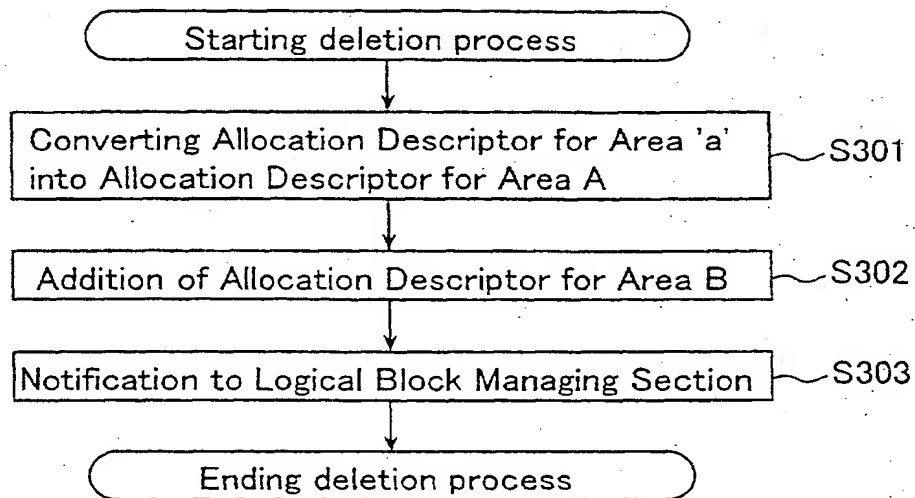 Starting deletion process
Converting Allocation Descriptor for Area 'a'
into Allocation Descriptor for Area A
S301
Addition of Allocation Descriptor for Area B
S302
Notification to Logical Block Managing Section
S303
Ending deletion process